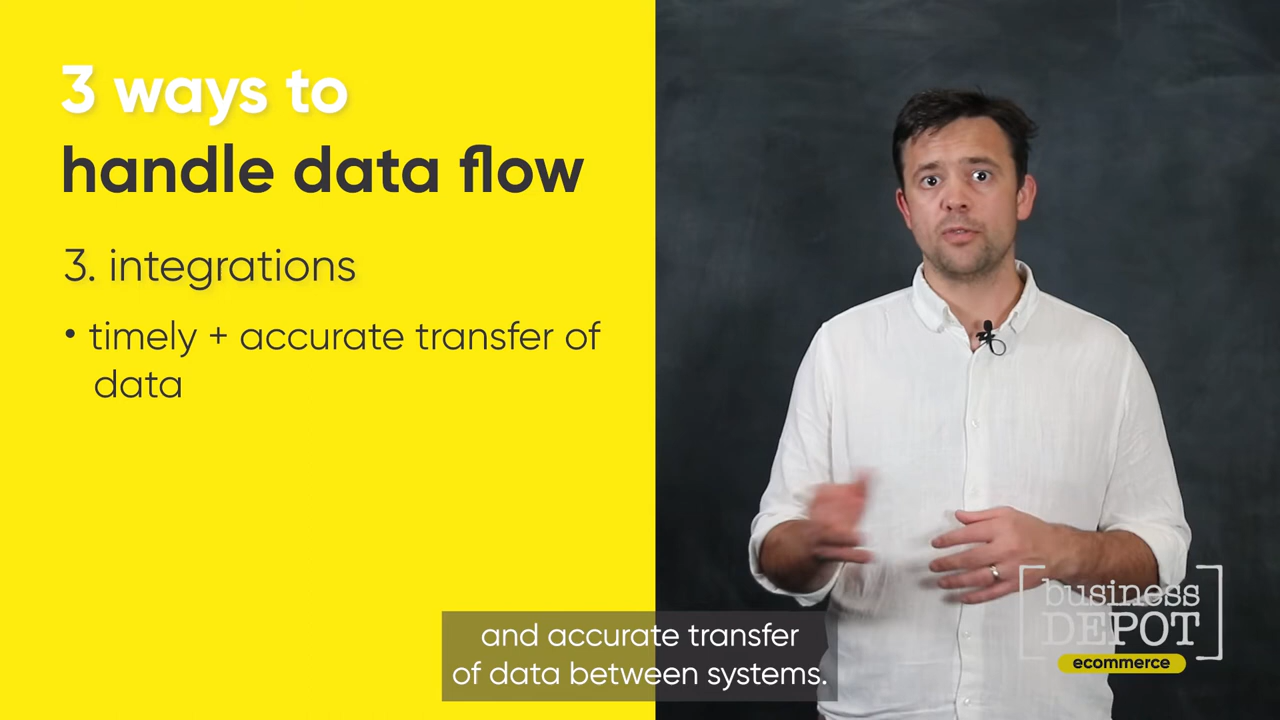 3 ways to
handle data flow
3. integrations
• timely + accurate transfer of
data
and accurate transfer
of data between systems.
business
DEPOT
ecommerce